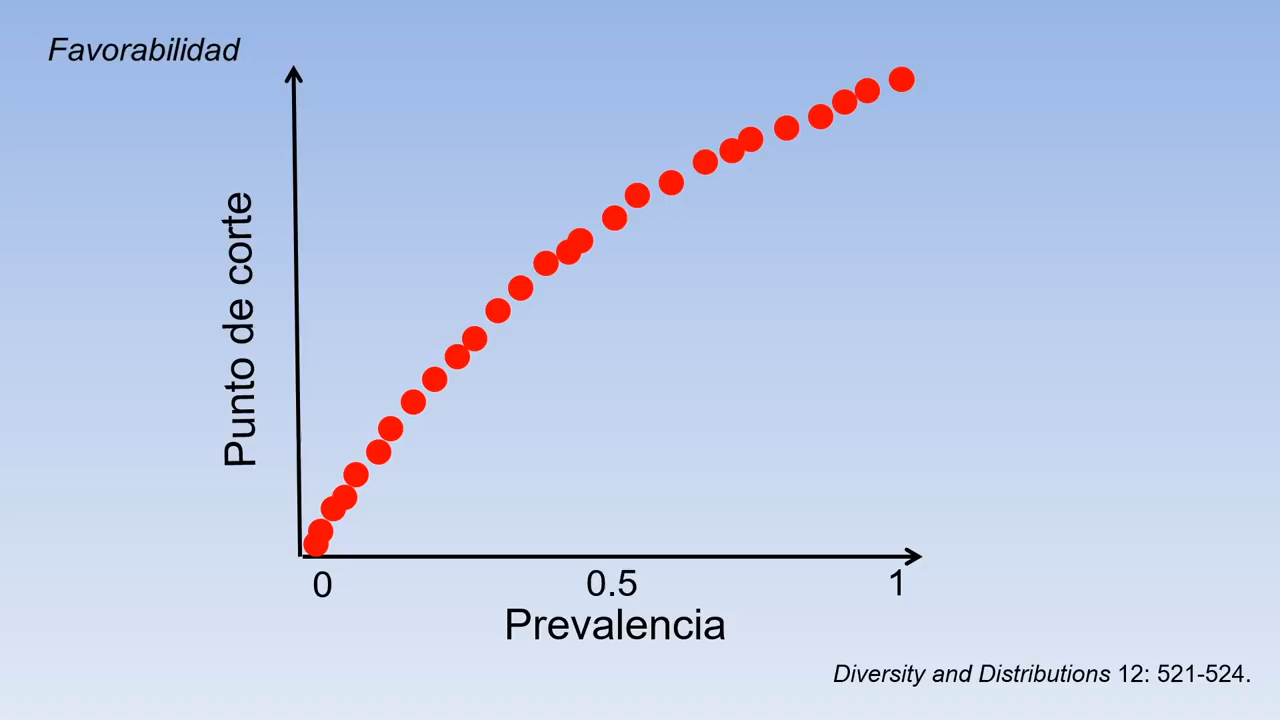 Favorabilidad
Punto de corte
0
0.5
1
Prevalencia
Diversity and Distributions 12: 521-524.